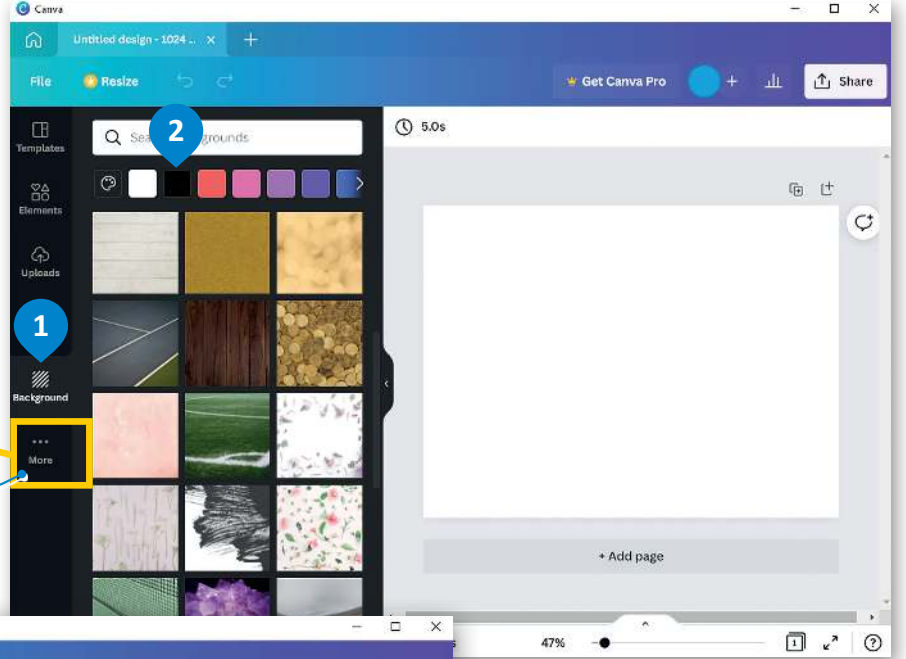 Canva
Untitled design - 1024 ...
File
Resize
Get Canva Pro
Share
Templates
2
5.0s
Elements
Uploads
1
Background
More
+ Add page
47%
1